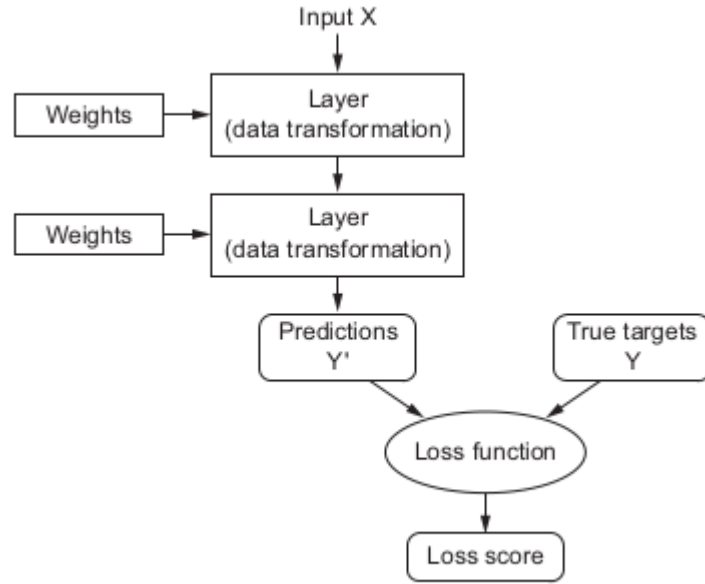 Input X
Weights
Layer
(data transformation)
Weights
Layer
(data transformation)
Predictions
Y'
True targets
Y
Loss function
Loss score